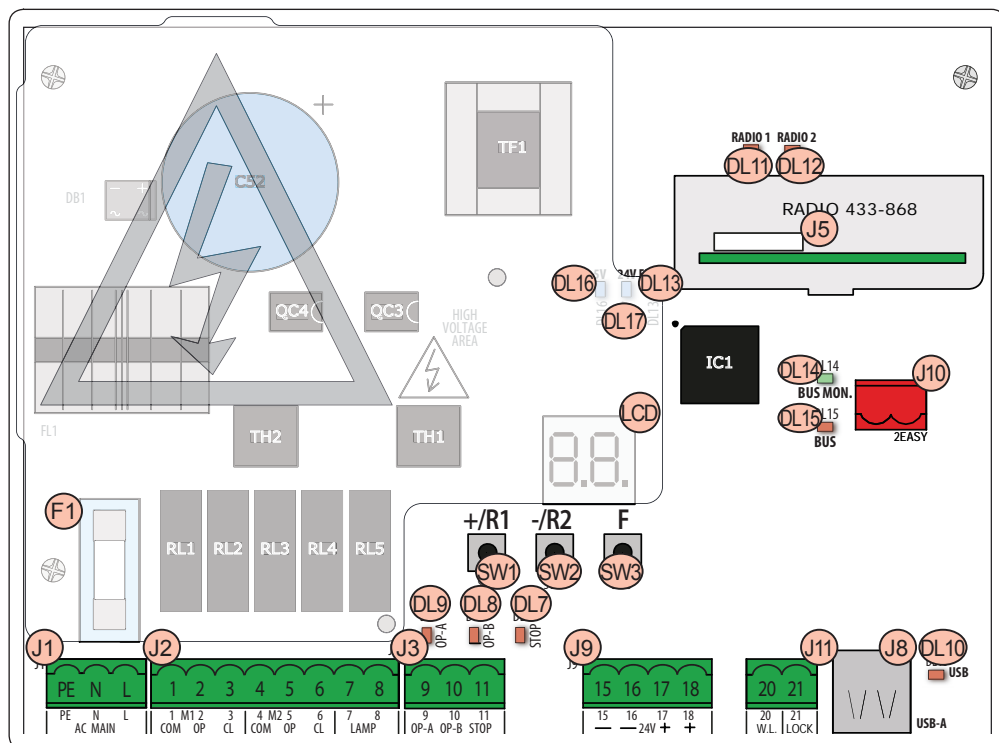 RADIO 1 RADIO 2
DL11 DL12
TF1
DB1
C52
RADIO 433-868
J5
DL16 DL13
DL17
QC4 QC3
HIGH
VOLTAGE
AREA
IC1
DL14
BUS MON.
J10
DL15
BUS
2EASY
FL1
TH2 TH1
LCD
8.8.
F1
+/R1 -/R2 F
RL1 RL2 RL3 RL4 RL5
SW1 SW2 SW3
DL9 DL8 DL7
OP-A OP-B STOP
J1 J2 J3 J9 J11 J8 DL10
USB
PE N L 1 2 3 4 5 6 7 8 9 10 11 15 16 17 18 20 21
PE N L 1 M1 2 3 4 M2 5 6 7 8 9 10 11 15 16 17 18 20 21
AC MAIN COM OP CL COM OP CL LAMP OP-A OP-B STOP — — 24V + + W.L. LOCK
USB-A